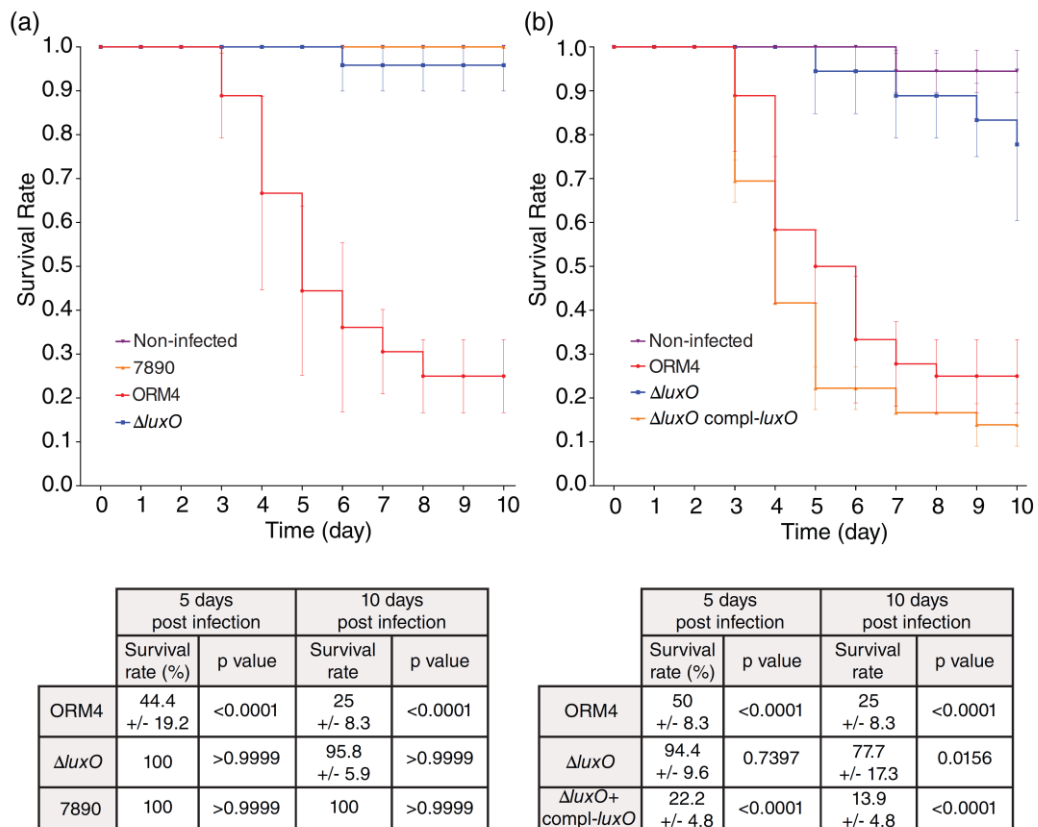 (a)
1.0
0.9
0.8
0.7
0.6
0.5
0.4
0.3
0.2
0.1
0.0
Survival Rate
Non-infected
7890
ORM4
ΔluxO
0 1 2 3 4 5 6 7 8 9 10
Time (day)
(b)
1.0
0.9
0.8
0.7
0.6
0.5
0.4
0.3
0.2
0.1
0.0
Survival Rate
Non-infected
ORM4
ΔluxO
ΔluxO compl-luxO
0 1 2 3 4 5 6 7 8 9 10
Time (day)
5 days
post infection
10 days
post infection
Survival
rate (%)
p value
Survival
rate
p value
ORM4
44.4
+/- 19.2
<0.0001
25
+/- 8.3
<0.0001
ΔluxO
100
>0.9999
95.8
+/- 5.9
>0.9999
7890
100
>0.9999
100
>0.9999
5 days
post infection
10 days
post infection
Survival
rate (%)
p value
Survival
rate
p value
ORM4
50
+/- 8.3
<0.0001
25
+/- 8.3
<0.0001
ΔluxO
94.4
+/- 9.6
0.7397
77.7
+/- 17.3
0.0156
ΔluxO+
compl-luxO
22.2
+/- 4.8
<0.0001
13.9
+/- 4.8
<0.0001